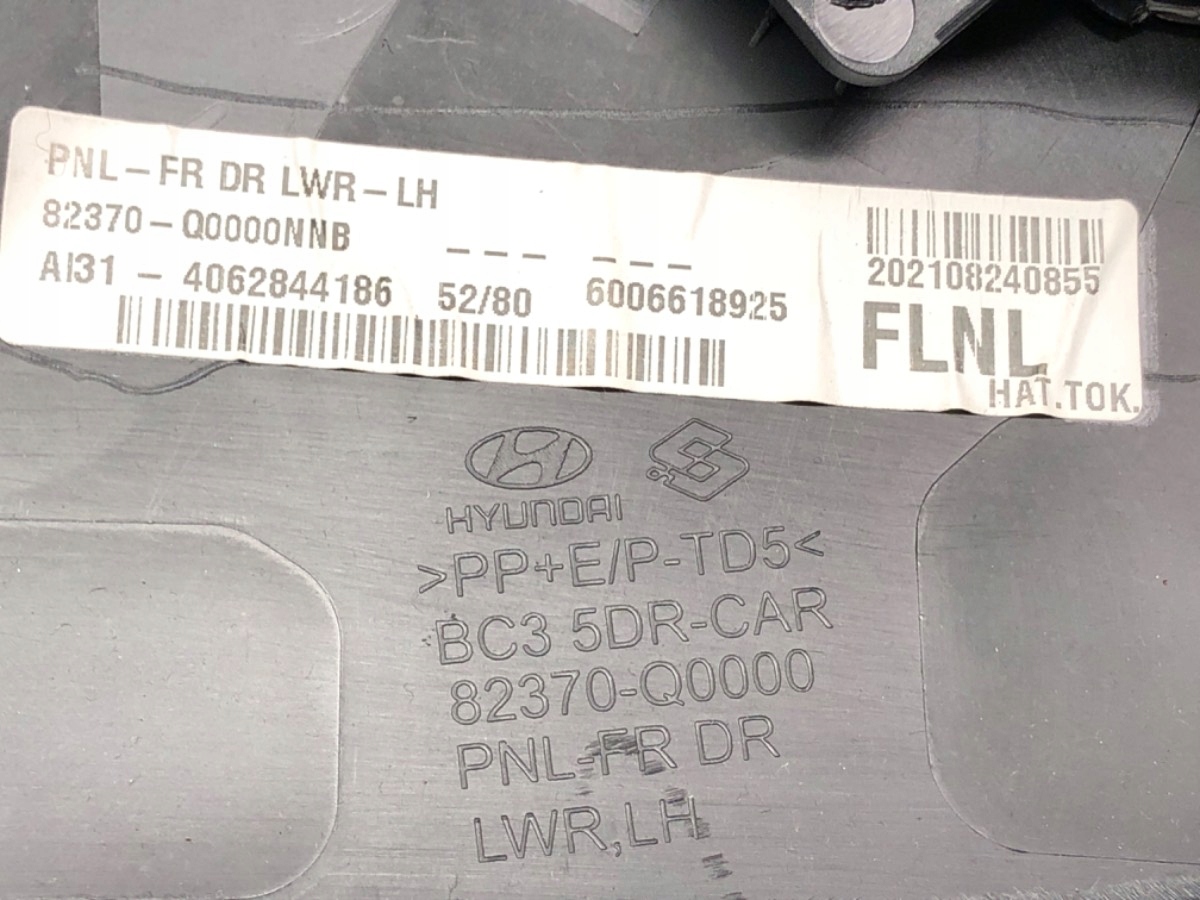 PNL-FR DR LWR-LH
82370-Q0000NNB --- ---
AI31 - 4062844186 52/80 6006618925
202108240855
FLNL
HAT.TOK.
HYUNDAI
>PP+E/P-TD5<
BC3 5DR-CAR
82370-Q0000
PNL-FR DR
LWR,LH